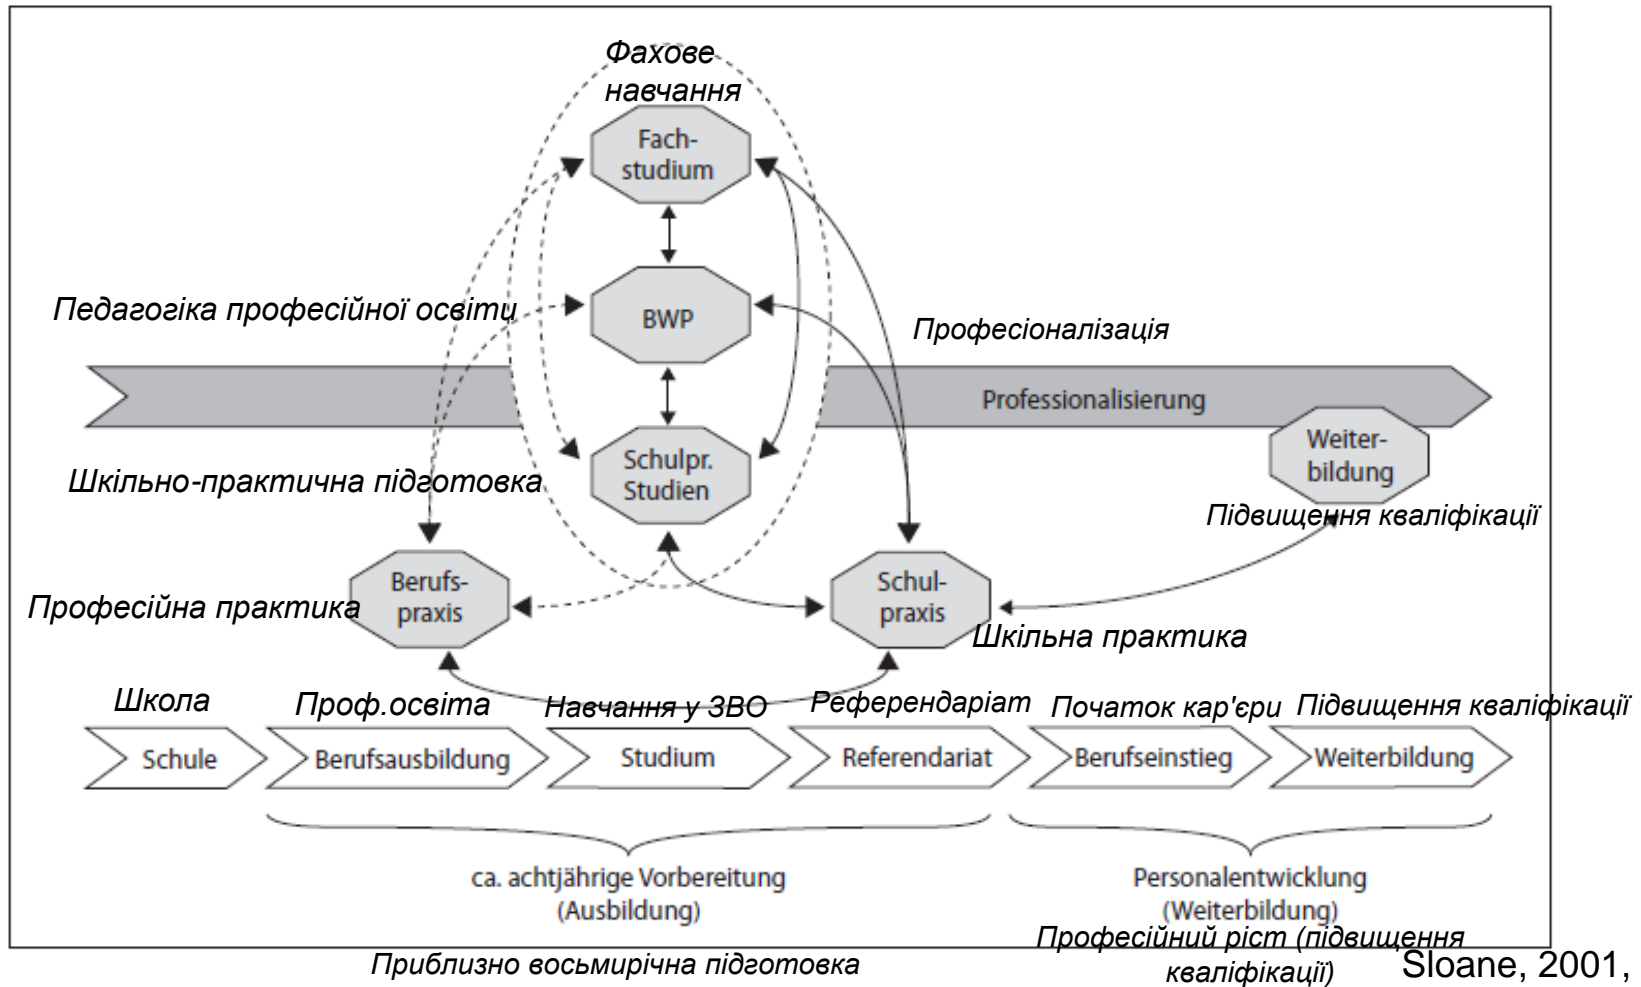 Фахове
навчання
Fach-
studium
Педагогіка професійної освіти
BWP
Професіоналізація
Professionalisierung
Weiter-
bildung
Шкільно-практична підготовка
Schulpr.
Studien
Підвищення кваліфікації
Професійна практика
Berufs-
praxis
Schul-
praxis
Шкільна практика
Школа
Проф.освіта
Навчання у ЗВО
Референдаріат
Початок кар'єри
Підвищення кваліфікації
Schule
Berufsausbildung
Studium
Referendariat
Berufseinstieg
Weiterbildung
ca. achtjährige Vorbereitung
(Ausbildung)
Personalentwicklung
(Weiterbildung)
Приблизно восьмирічна підготовка
Професійний ріст (підвищення
кваліфікації)
Sloane, 2001,